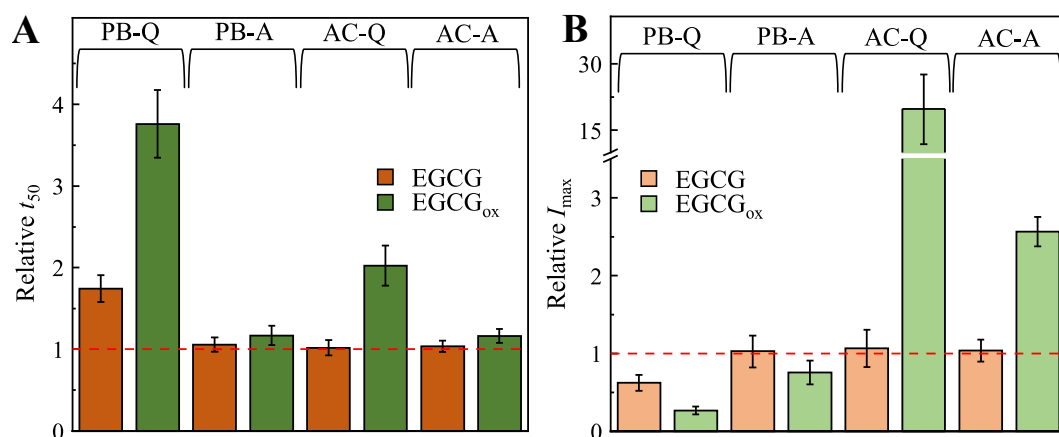 A
PB-Q PB-A AC-Q AC-A
Relative t50
4
3
2
1
0
EGCG
EGCGox
B
PB-Q PB-A AC-Q AC-A
Relative Imax
30
15
3
2
1
0
EGCG
EGCGox